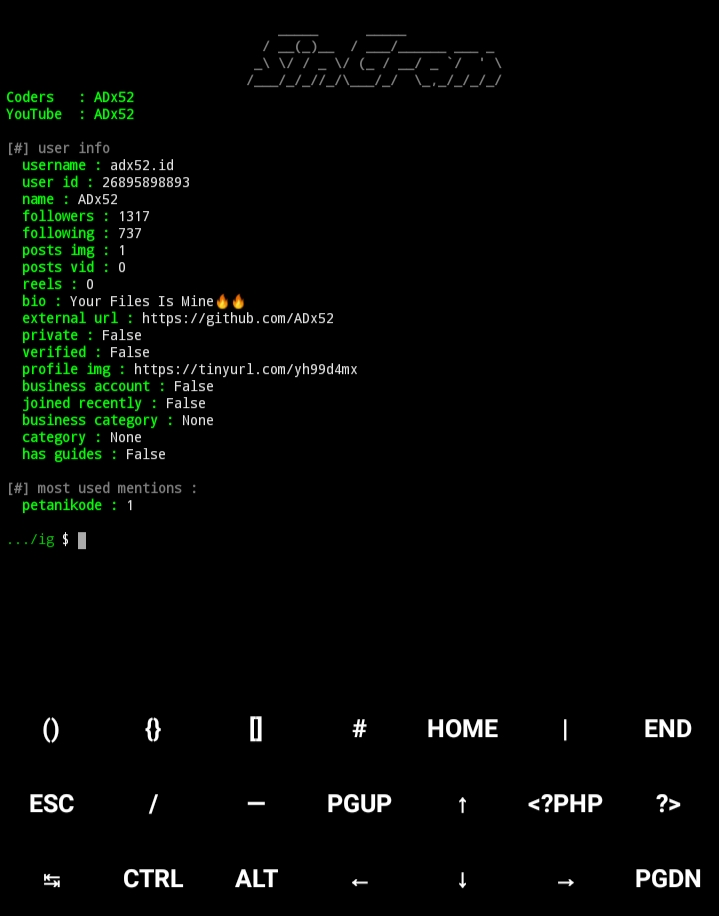 Coders   : ADx52
YouTube  : ADx52
[#] user info
username : adx52.id
user id : 26895898893
name : ADx52
followers : 1317
following : 737
posts img : 1
posts vid : 0
reels : 0
bio : Your Files Is Mine🔥🔥
external url : https://github.com/ADx52
private : False
verified : False
profile img : https://tinyurl.com/yh99d4mx
business account : False
joined recently : False
business category : None
category : None
has guides : False
[#] most used mentions :
petanikode : 1
.../ig $
() {} [] # HOME | END
ESC / — PGUP ↑ <?PHP ?>
↹ CTRL ALT ← ↓ → PGDN